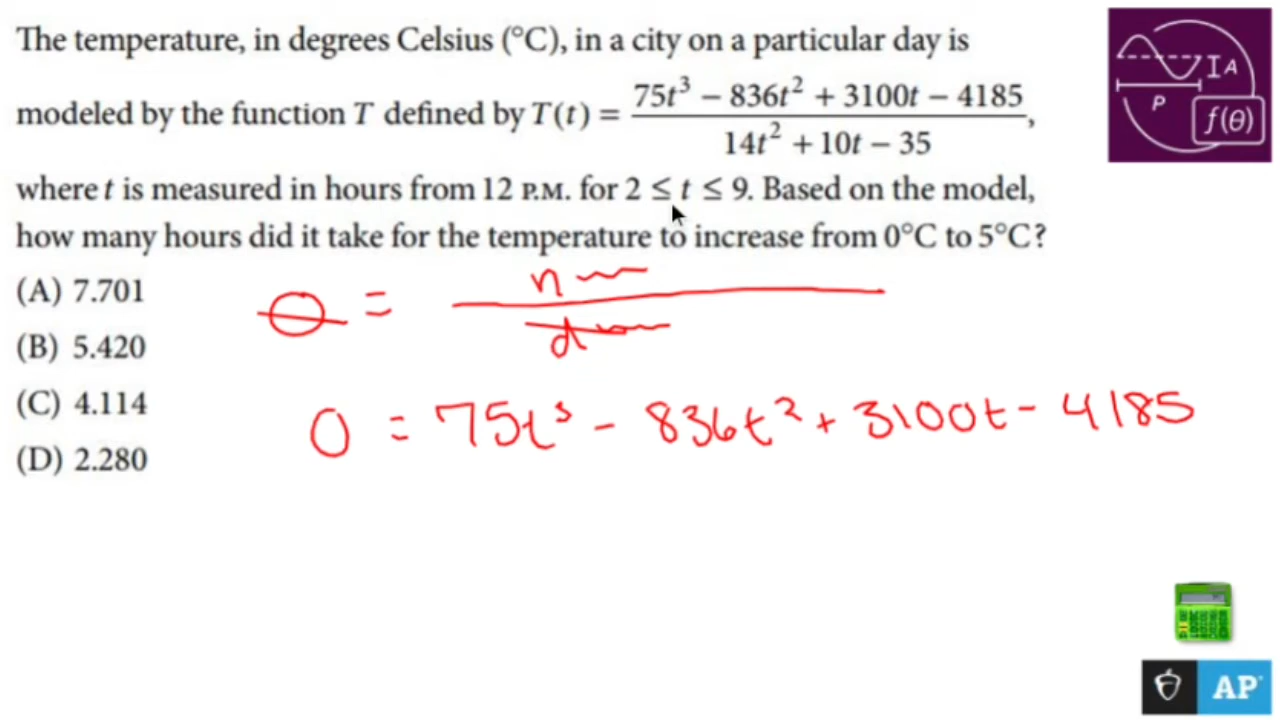 The temperature, in degrees Celsius (°C), in a city on a particular day is
modeled by the function T defined by T(t) = (75t³ − 836t² + 3100t − 4185)/(14t² + 10t − 35),
where t is measured in hours from 12 P.M. for 2 ≤ t ≤ 9. Based on the model,
how many hours did it take for the temperature to increase from 0°C to 5°C?
(A) 7.701
(B) 5.420
(C) 4.114
(D) 2.280
0 = n/d
0 = 75t³ − 836t² + 3100t − 4185
I A
P
f(θ)
AP